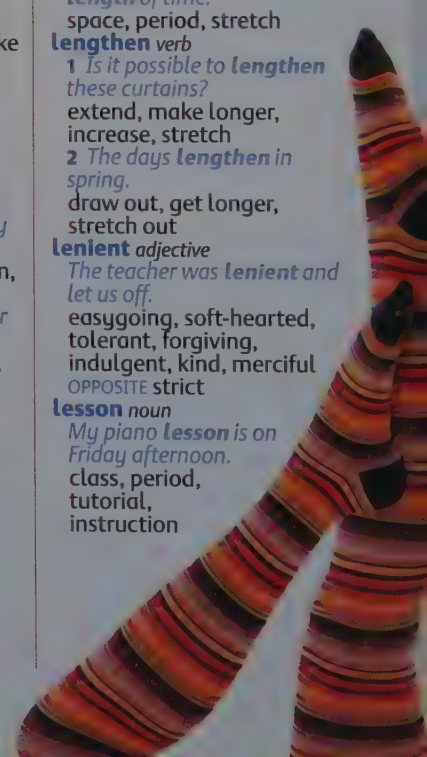 length of time.
space, period, stretch
lengthen verb
1 Is it possible to lengthen
these curtains?
extend, make longer,
increase, stretch
2 The days lengthen in
spring.
draw out, get longer,
stretch out
lenient adjective
The teacher was lenient and
let us off.
easygoing, soft-hearted,
tolerant, forgiving,
indulgent, kind, merciful
OPPOSITE strict
lesson noun
My piano lesson is on
Friday afternoon.
class, period,
tutorial,
instruction